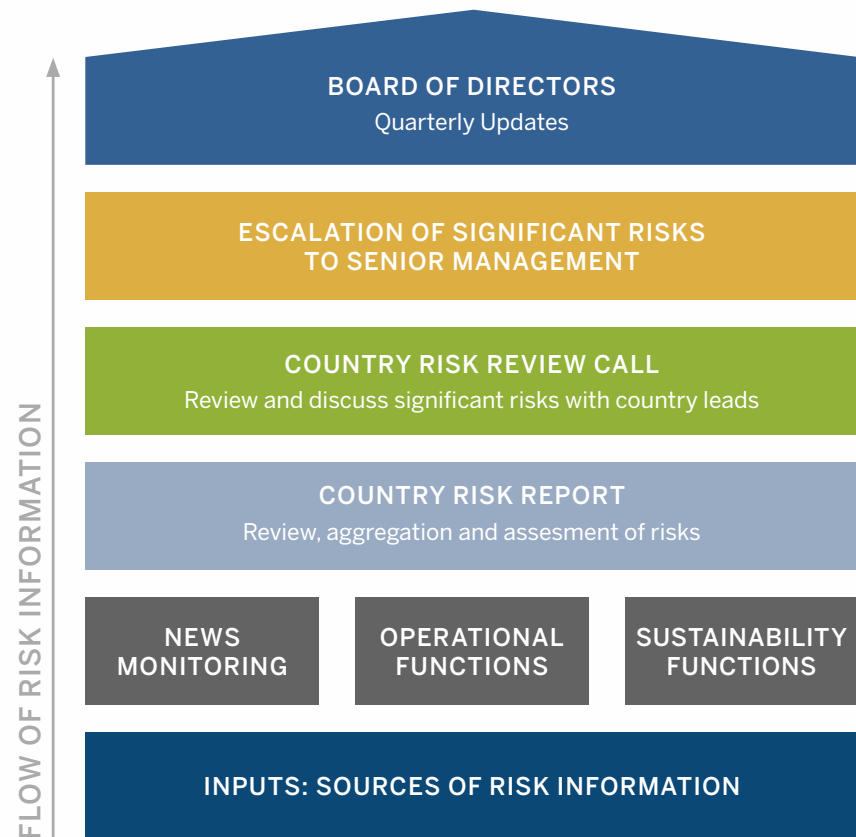 BOARD OF DIRECTORS
Quarterly Updates
ESCALATION OF SIGNIFICANT RISKS
TO SENIOR MANAGEMENT
COUNTRY RISK REVIEW CALL
Review and discuss significant risks with country leads
COUNTRY RISK REPORT
Review, aggregation and assesment of risks
NEWS
MONITORING
OPERATIONAL
FUNCTIONS
SUSTAINABILITY
FUNCTIONS
INPUTS: SOURCES OF RISK INFORMATION
FLOW OF RISK INFORMATION